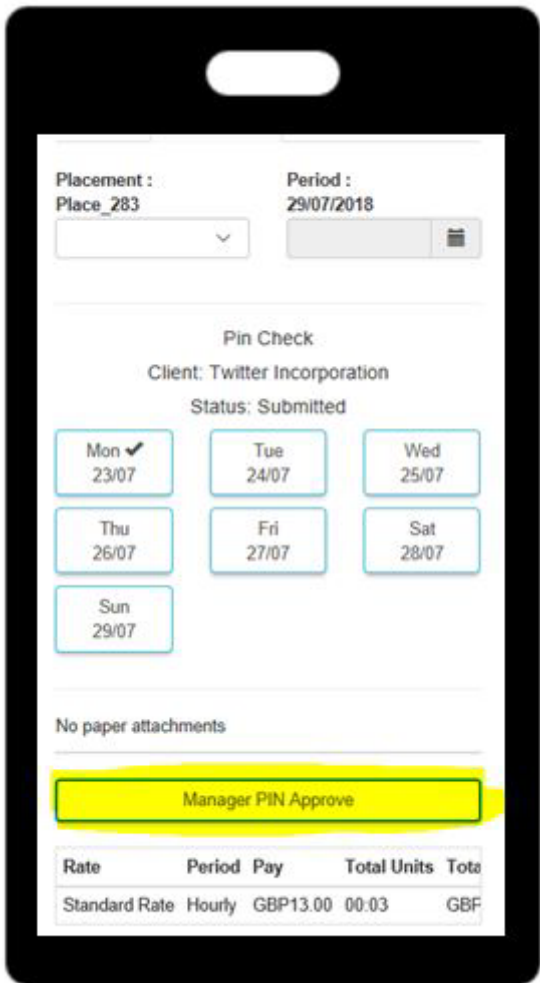 Placement :
Period :
Place_283
29/07/2018
Pin Check
Client: Twitter Incorporation
Status: Submitted
Mon ✔ Tue Wed
23/07 24/07 25/07
Thu Fri Sat
26/07 27/07 28/07
Sun
29/07
No paper attachments
Manager PIN Approve
Rate Period Pay Total Units Tota
Standard Rate Hourly GBP13.00 00:03 GBP